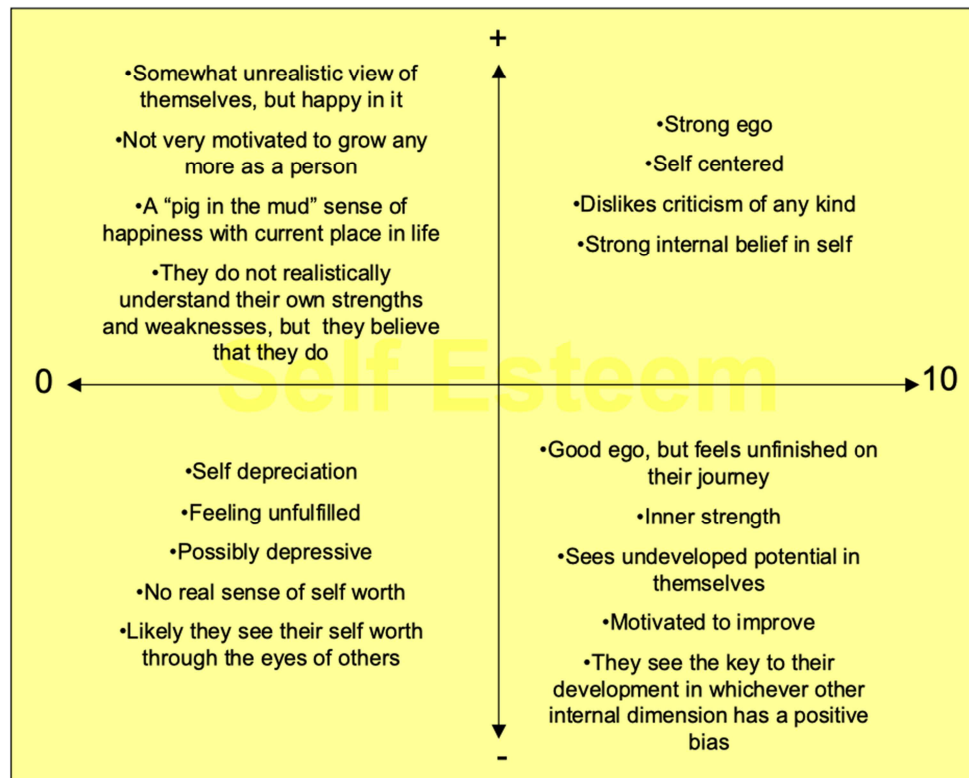 +
•Somewhat unrealistic view of
themselves, but happy in it
•Not very motivated to grow any
more as a person
•A “pig in the mud” sense of
happiness with current place in life
•They do not realistically
understand their own strengths
and weaknesses, but they believe
that they do
•Strong ego
•Self centered
•Dislikes criticism of any kind
•Strong internal belief in self
Self Esteem
0
10
•Self depreciation
•Feeling unfulfilled
•Possibly depressive
•No real sense of self worth
•Likely they see their self worth
through the eyes of others
•Good ego, but feels unfinished on
their journey
•Inner strength
•Sees undeveloped potential in
themselves
•Motivated to improve
•They see the key to their
development in whichever other
internal dimension has a positive
bias
-